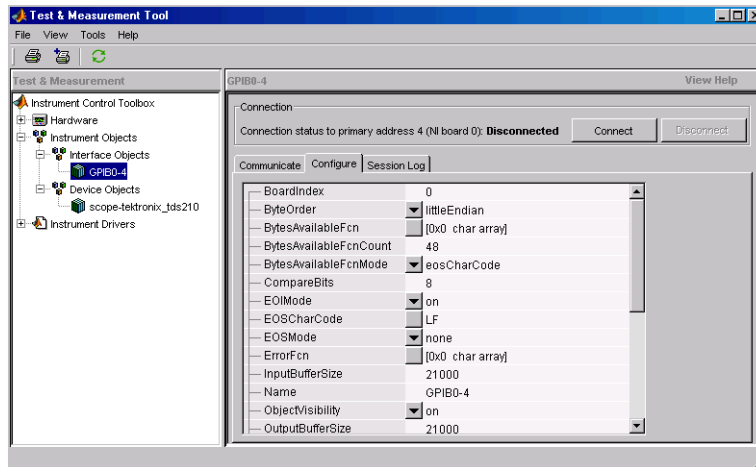 Test & Measurement Tool
File View Tools Help
Test & Measurement
Instrument Control Toolbox
Hardware
Instrument Objects
Interface Objects
GPIB0-4
Device Objects
scope-tektronix_tds210
Instrument Drivers
GPIB0-4 View Help
Connection
Connection status to primary address 4 (NI board 0): Disconnected Connect Disconnect
Communicate Configure Session Log
BoardIndex 0
ByteOrder littleEndian
BytesAvailableFcn [0x0 char array]
BytesAvailableFcnCount 48
BytesAvailableFcnMode eosCharCode
CompareBits 8
EOIMode on
EOSCharCode LF
EOSMode none
ErrorFcn [0x0 char array]
InputBufferSize 21000
Name GPIB0-4
ObjectVisibility on
OutputBufferSize 21000